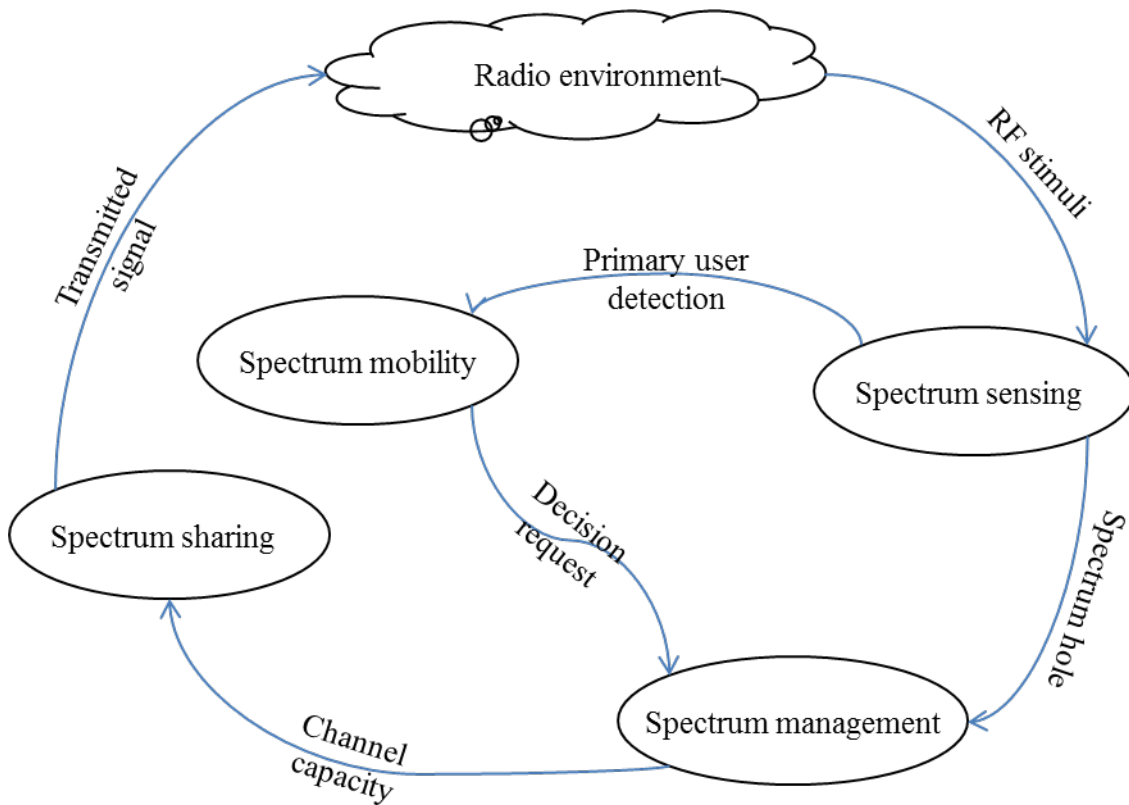 Radio environment
RF stimuli
Transmitted
signal
Primary user
detection
Spectrum mobility
Spectrum sensing
Decision
request
Spectrum sharing
Spectrum hole
Spectrum management
Channel
capacity